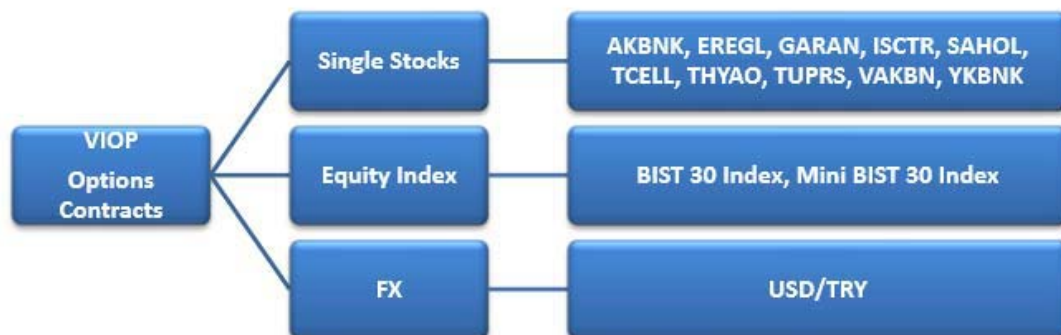 VIOP
Options
Contracts
Single Stocks
AKBNK, EREGL, GARAN, ISCTR, SAHOL,
TCELL, THYAO, TUPRS, VAKBN, YKBNK
Equity Index
BIST 30 Index, Mini BIST 30 Index
FX
USD/TRY